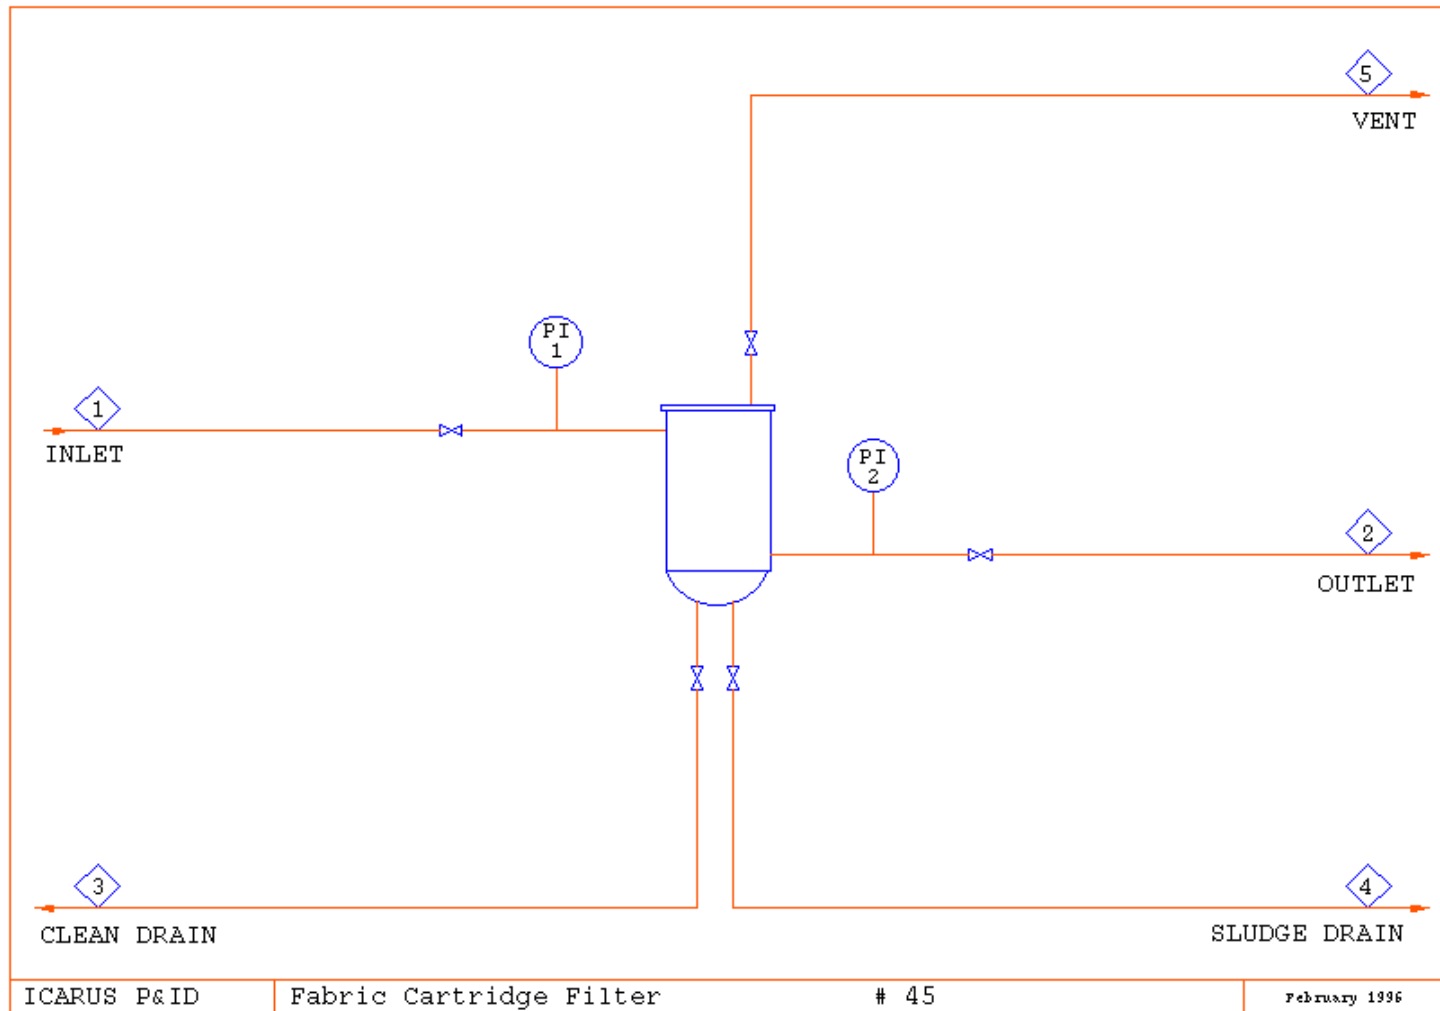 5
VENT
PI
1
1
INLET
PI
2
2
OUTLET
3
CLEAN DRAIN
4
SLUDGE DRAIN
ICARUS P&ID
Fabric Cartridge Filter # 45
February 1996